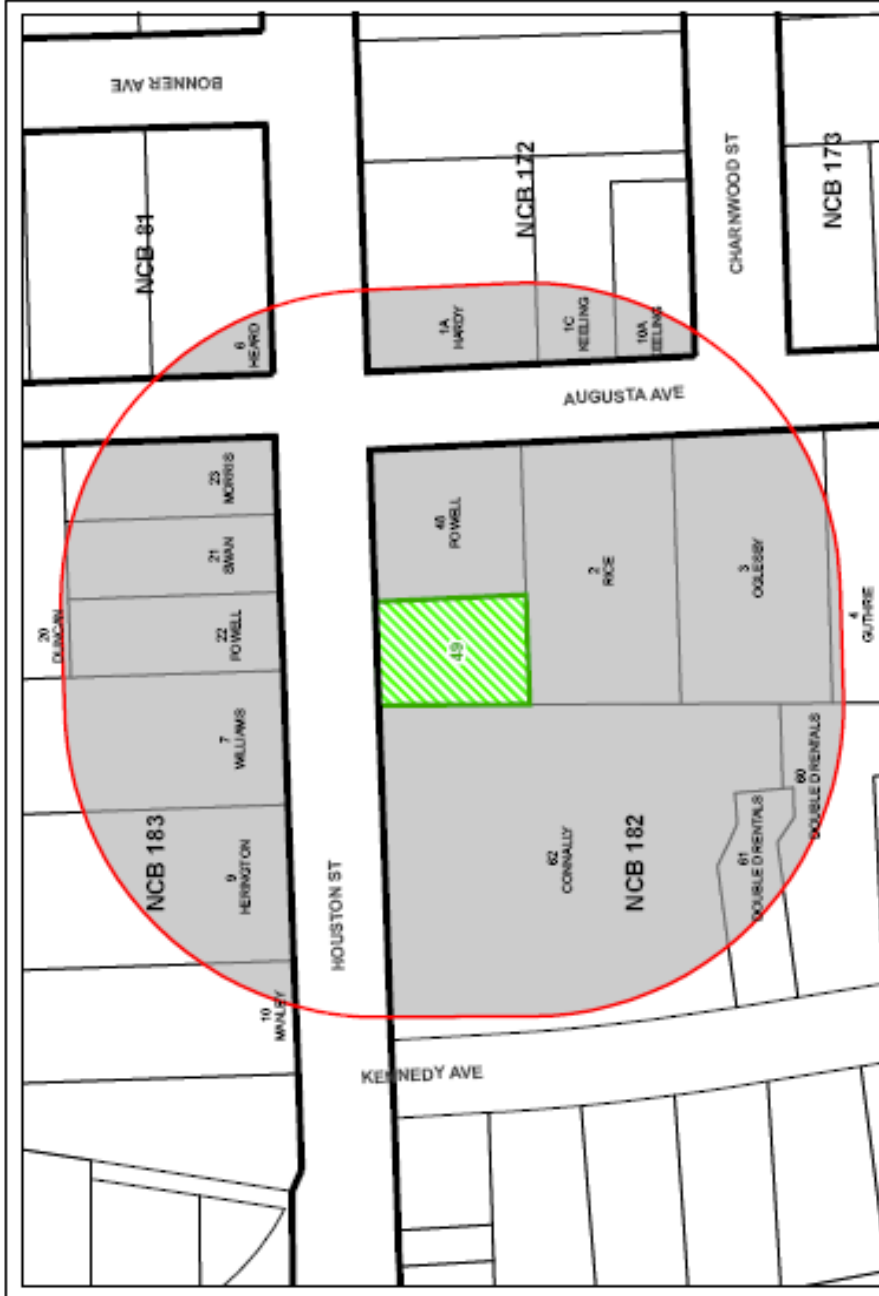 BONNER AVE
NCB 81
NCB 172
NCB 173
CHARNWOOD ST
6
HEARD
1A
HARDY
1C
KEELING
10A
KEELING
AUGUSTA AVE
23
MORRIS
21
SWAN
22
POWELL
20
DUNCAN
7
WILLIAMS
9
HERINGTON
NCB 183
10
MANLEY
48
POWELL
49
2
RICE
3
OGLESBY
4
GUTHRIE
62
CONNALLY
NCB 182
61
DOUBLE D RENTALS
60
DOUBLE D RENTALS
HOUSTON ST
KENNEDY AVE